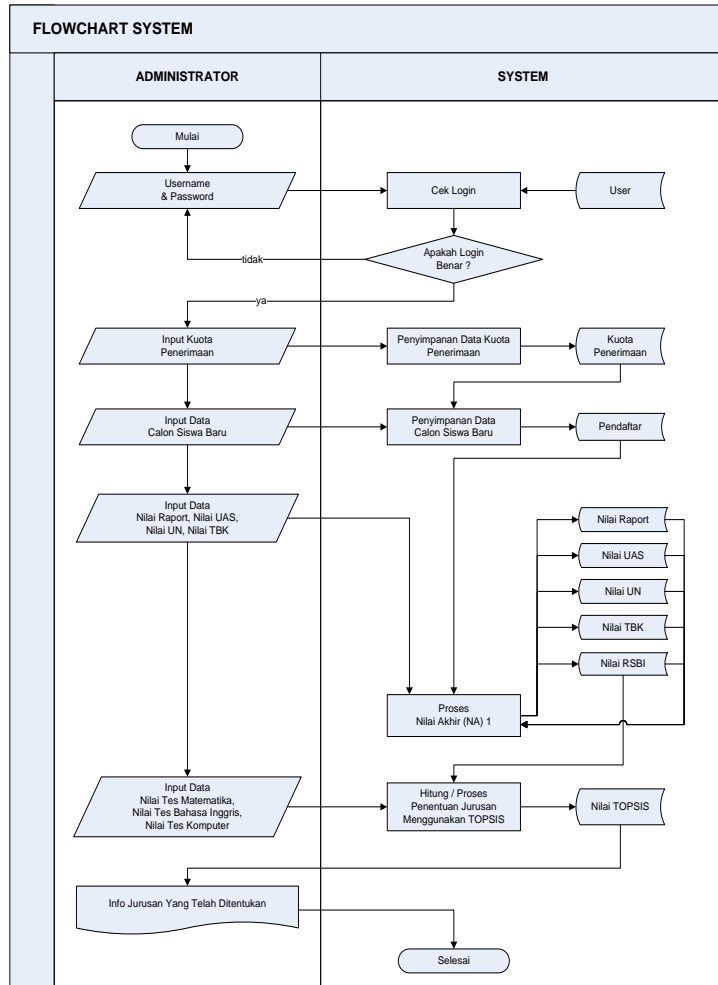 FLOWCHART SYSTEM
ADMINISTRATOR
SYSTEM
Mulai
Username
& Password
Cek Login
User
Apakah Login
Benar ?
tidak
ya
Input Kuota
Penerimaan
Penyimpanan Data Kuota
Penerimaan
Kuota
Penerimaan
Input Data
Calon Siswa Baru
Penyimpanan Data
Calon Siswa Baru
Pendaftar
Input Data
Nilai Raport, Nilai UAS,
Nilai UN, Nilai TBK
Nilai Raport
Nilai UAS
Nilai UN
Nilai TBK
Nilai RSBI
Proses
Nilai Akhir (NA) 1
Input Data
Nilai Tes Matematika,
Nilai Tes Bahasa Inggris,
Nilai Tes Komputer
Hitung / Proses
Penentuan Jurusan
Menggunakan TOPSIS
Nilai TOPSIS
Info Jurusan Yang Telah Ditentukan
Selesai